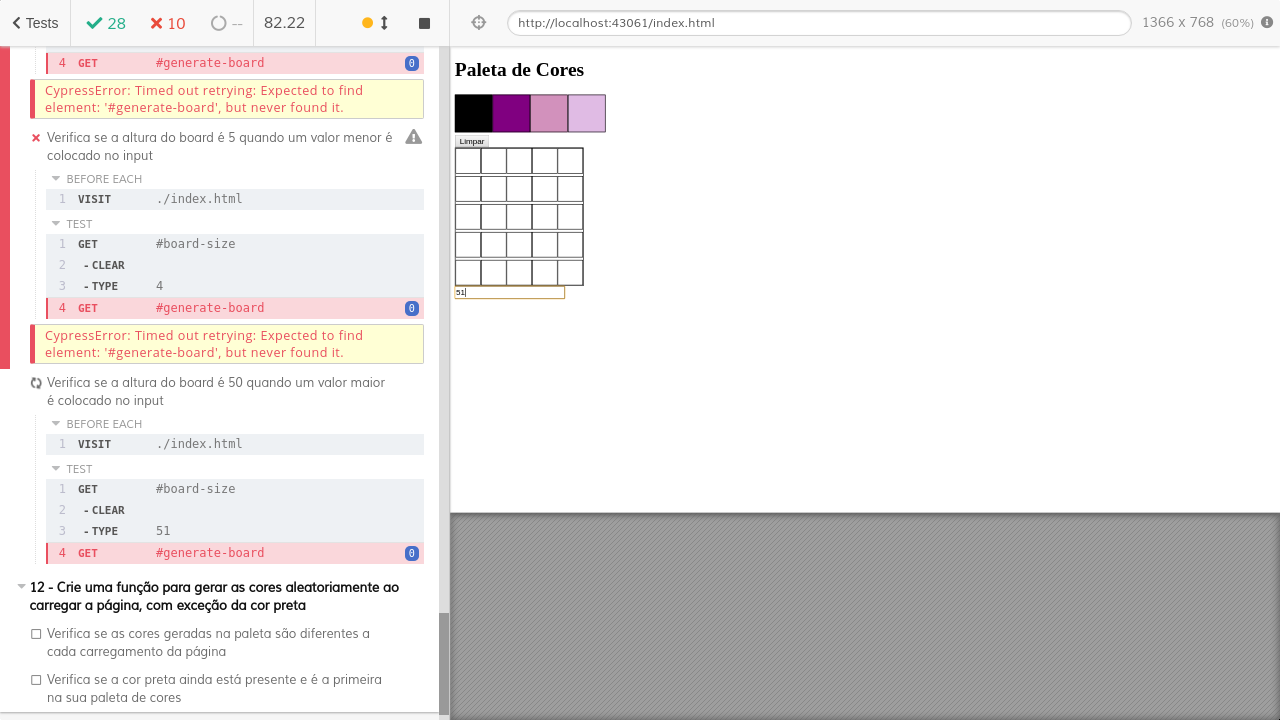 Tests 28 10 -- 82.22
http://localhost:43061/index.html 1366 x 768 (60%)
4 GET #generate-board 0
CypressError: Timed out retrying: Expected to find
element: '#generate-board', but never found it.
Verifica se a altura do board é 5 quando um valor menor é
colocado no input
BEFORE EACH
1 VISIT ./index.html
TEST
1 GET #board-size
2 - CLEAR
3 - TYPE 4
4 GET #generate-board 0
CypressError: Timed out retrying: Expected to find
element: '#generate-board', but never found it.
Verifica se a altura do board é 50 quando um valor maior
é colocado no input
BEFORE EACH
1 VISIT ./index.html
TEST
1 GET #board-size
2 - CLEAR
3 - TYPE 51
4 GET #generate-board 0
12 - Crie uma função para gerar as cores aleatoriamente ao
carregar a página, com exceção da cor preta
Verifica se as cores geradas na paleta são diferentes a
cada carregamento da página
Verifica se a cor preta ainda está presente e é a primeira
na sua paleta de cores
Paleta de Cores
Limpar
51